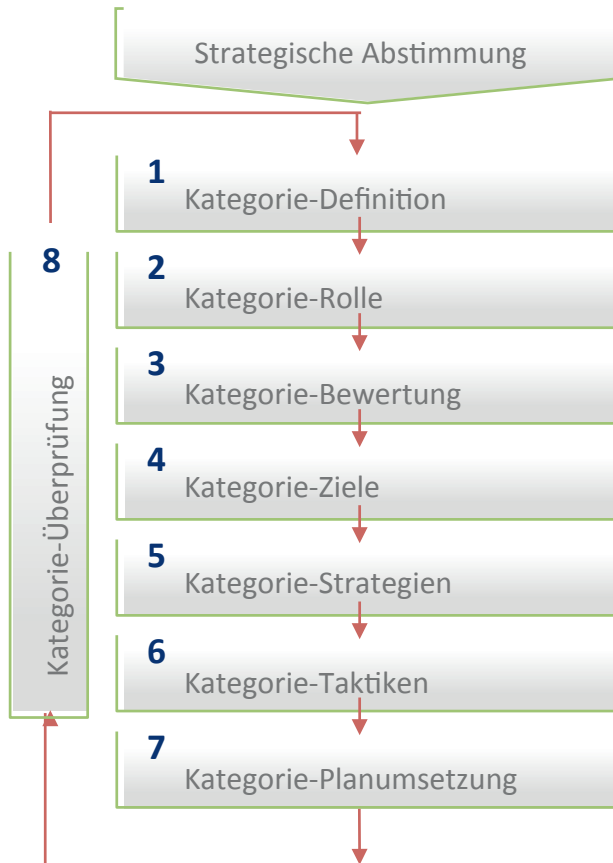 Strategische Abstimmung
1
Kategorie-Definition
2
Kategorie-Rolle
3
Kategorie-Bewertung
4
Kategorie-Ziele
5
Kategorie-Strategien
6
Kategorie-Taktiken
7
Kategorie-Planumsetzung
8
Kategorie-Überprüfung